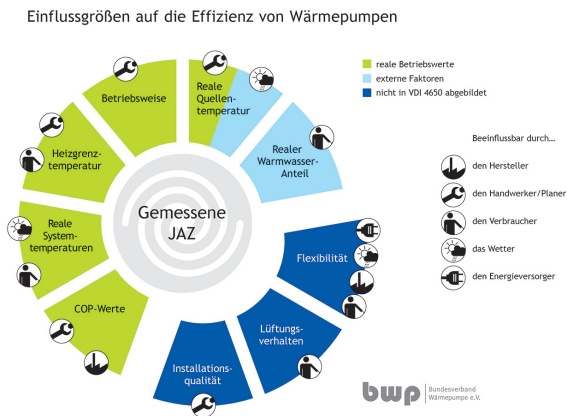 Einflussgrößen auf die Effizienz von Wärmepumpen
reale Betriebswerte
externe Faktoren
nicht in VDI 4650 abgebildet
Betriebsweise
Reale
Quellen-
temperatur
Realer
Warmwasser-
Anteil
Heizgrenz-
temperatur
Reale
System-
temperaturen
COP-Werte
Gemessene
JAZ
Flexibilität
Lüftungs-
verhalten
Installations-
qualität
Beeinflussbar durch...
den Hersteller
den Handwerker/Planer
den Verbraucher
das Wetter
den Energieversorger
bwp
Bundesverband
Wärmepumpe e.V.